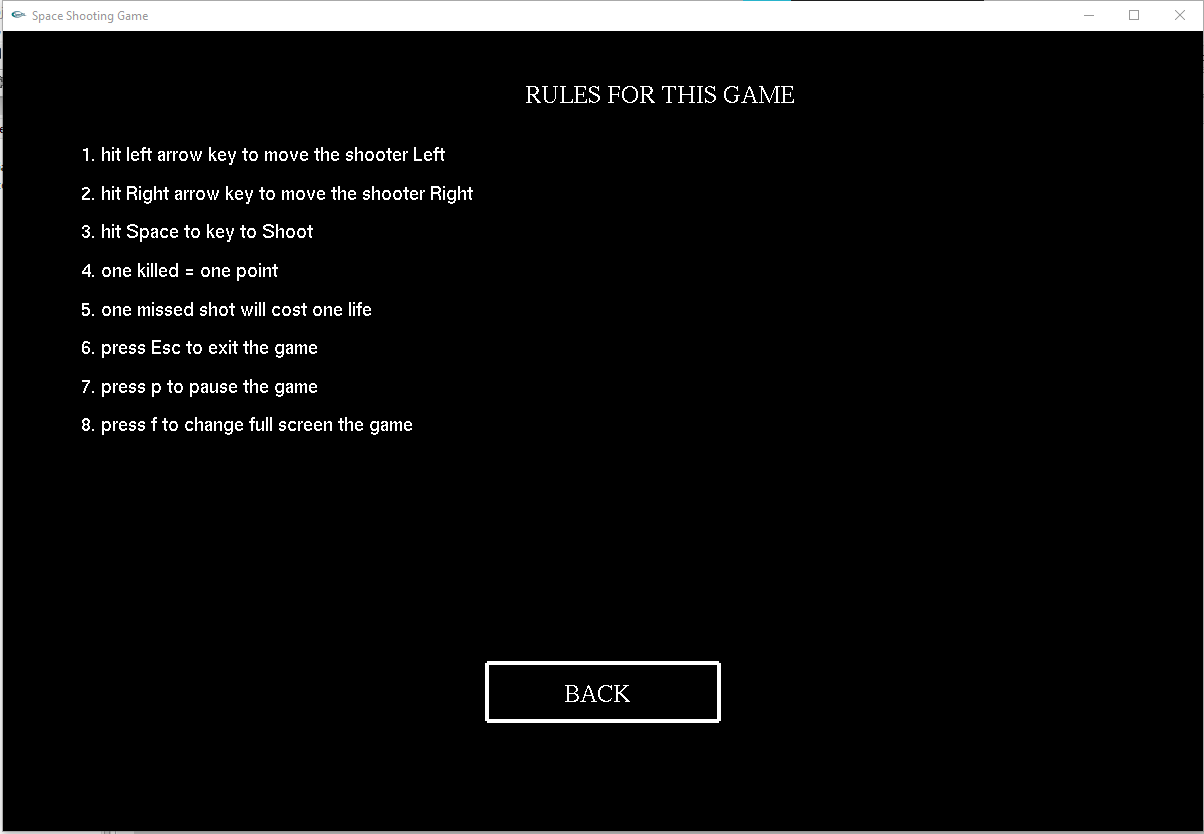 Space Shooting Game
RULES FOR THIS GAME
1. hit left arrow key to move the shooter Left
2. hit Right arrow key to move the shooter Right
3. hit Space to key to Shoot
4. one killed = one point
5. one missed shot will cost one life
6. press Esc to exit the game
7. press p to pause the game
8. press f to change full screen the game
BACK